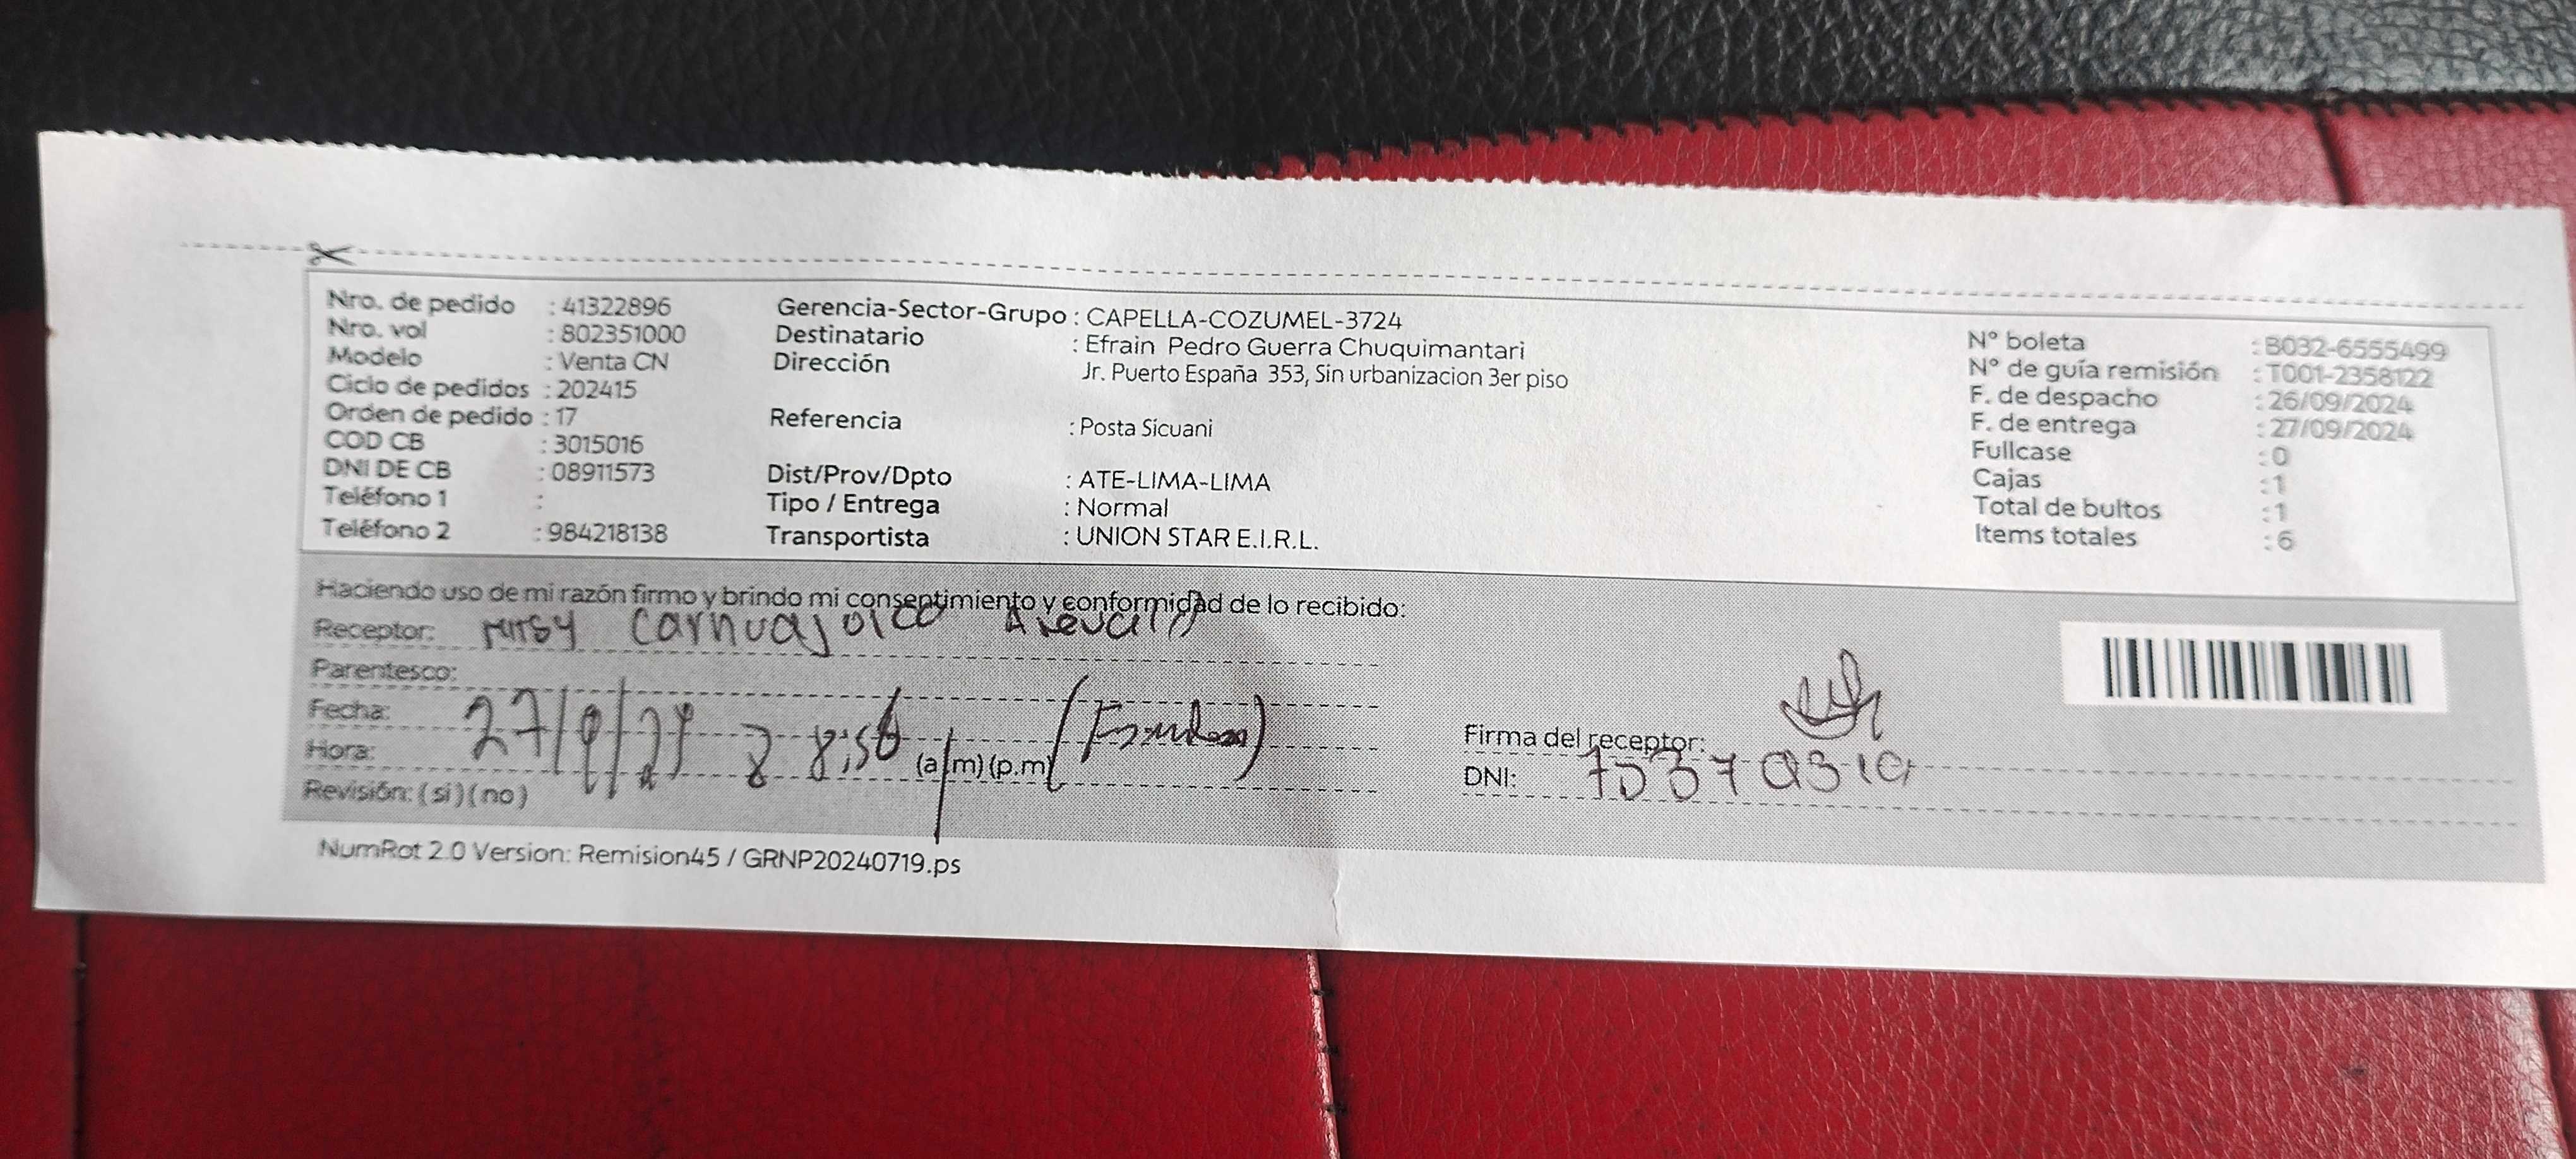 Nro. de pedido : 41322896
Nro. vol : 802351000
Modelo : Venta CN
Ciclo de pedidos : 202415
Orden de pedido : 17
COD CB : 3015016
DNI DE CB : 08911573
Teléfono 1 :
Teléfono 2 : 984218138
Gerencia-Sector-Grupo : CAPELLA-COZUMEL-3724
Destinatario : Efrain Pedro Guerra Chuquimantari
Dirección Jr. Puerto España 353, Sin urbanizacion 3er piso
Referencia : Posta Sicuani
Dist/Prov/Dpto : ATE-LIMA-LIMA
Tipo / Entrega : Normal
Transportista : UNION STAR E.I.R.L.
N° boleta : B032-6555499
N° de guía remisión : T001-2358122
F. de despacho : 26/09/2024
F. de entrega : 27/09/2024
Fullcase : 0
Cajas : 1
Total de bultos : 1
Items totales : 6
Haciendo uso de mi razón firmo y brindo mi consentimiento y conformidad de lo recibido:
Receptor:
Parentesco:
Fecha:
Hora: 8:56 (a.m) (p.m)
Revisión: ( si ) ( no )
Firma del receptor:
DNI:
NumRot 2.0 Version: Remision45 / GRNP20240719.ps